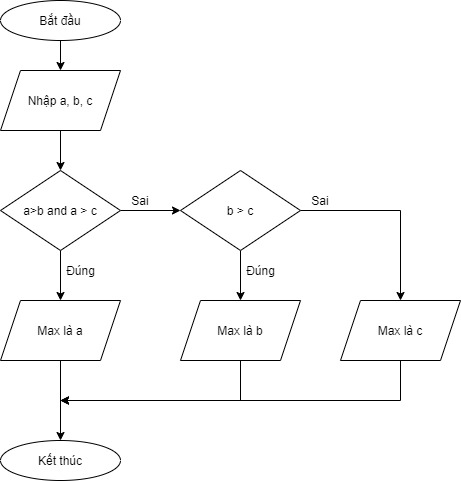 Bắt đầu
Nhập a, b, c
a>b and a > c
Sai
b > c
Sai
Đúng
Đúng
Max là a
Max là b
Max là c
Kết thúc